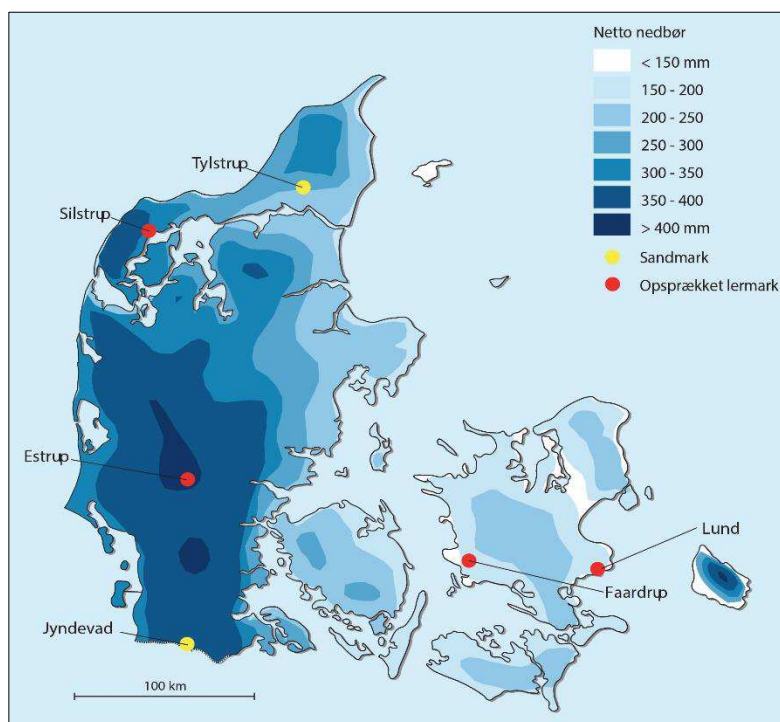 Netto nedbør
< 150 mm
150 - 200
200 - 250
250 - 300
300 - 350
350 - 400
> 400 mm
Sandmark
Opsprækket lermark
Tylstrup
Silstrup
Estrup
Lund
Faardrup
Jyndevad
100 km